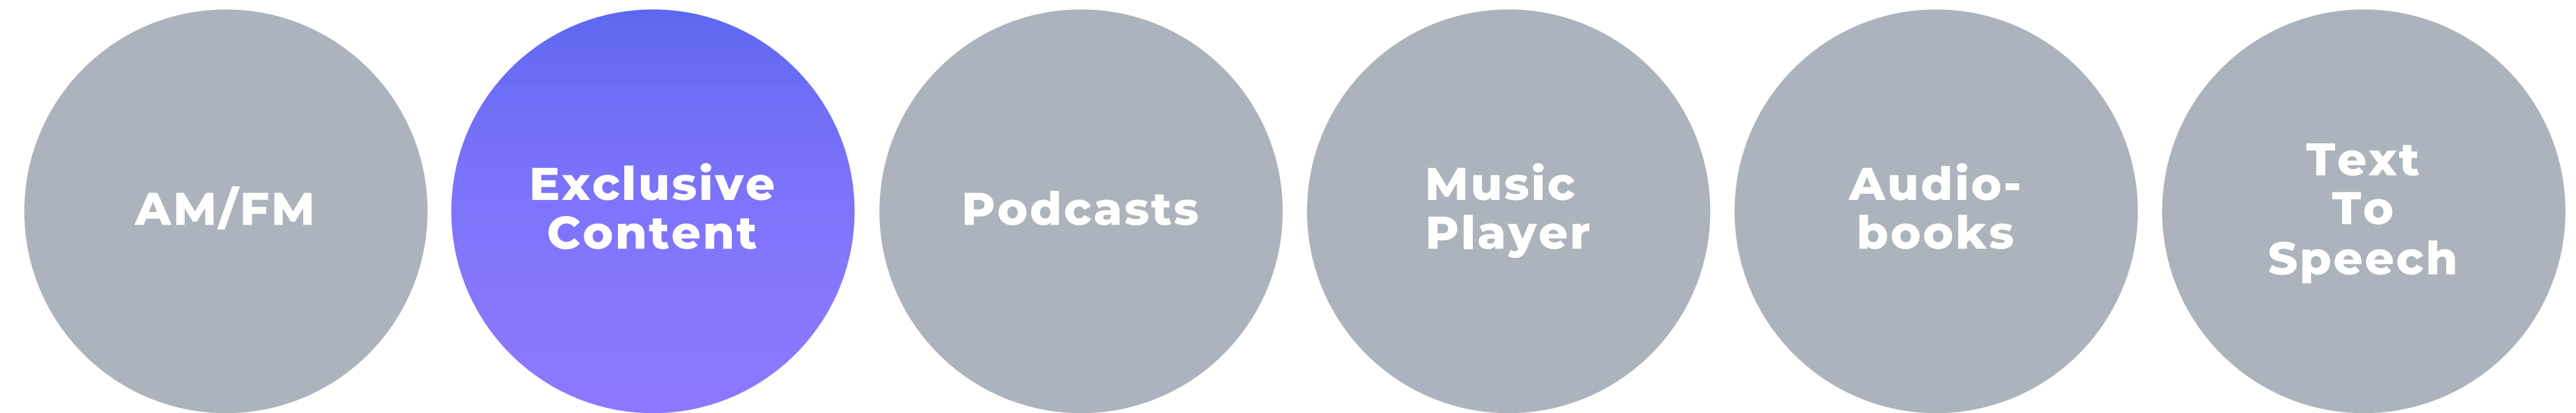 AM/FM
Exclusive
Content
Podcasts
Music
Player
Audio-
books
Text
To
Speech